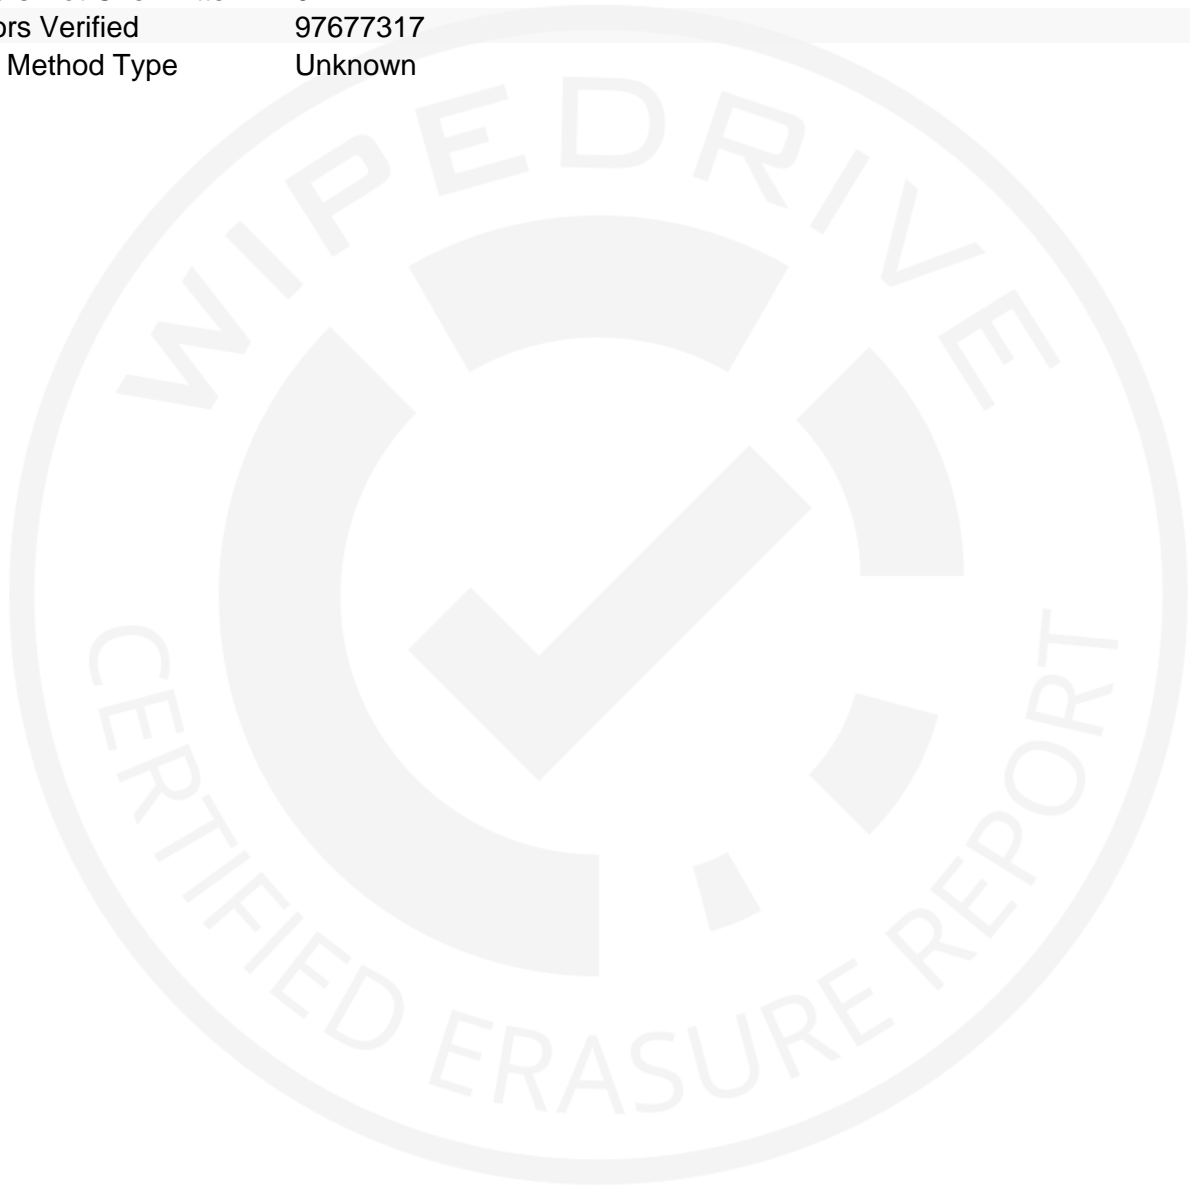 ors Verified 97677317
Method Type Unknown
WIPEDRIVE
CERTIFIED ERASURE REPORT